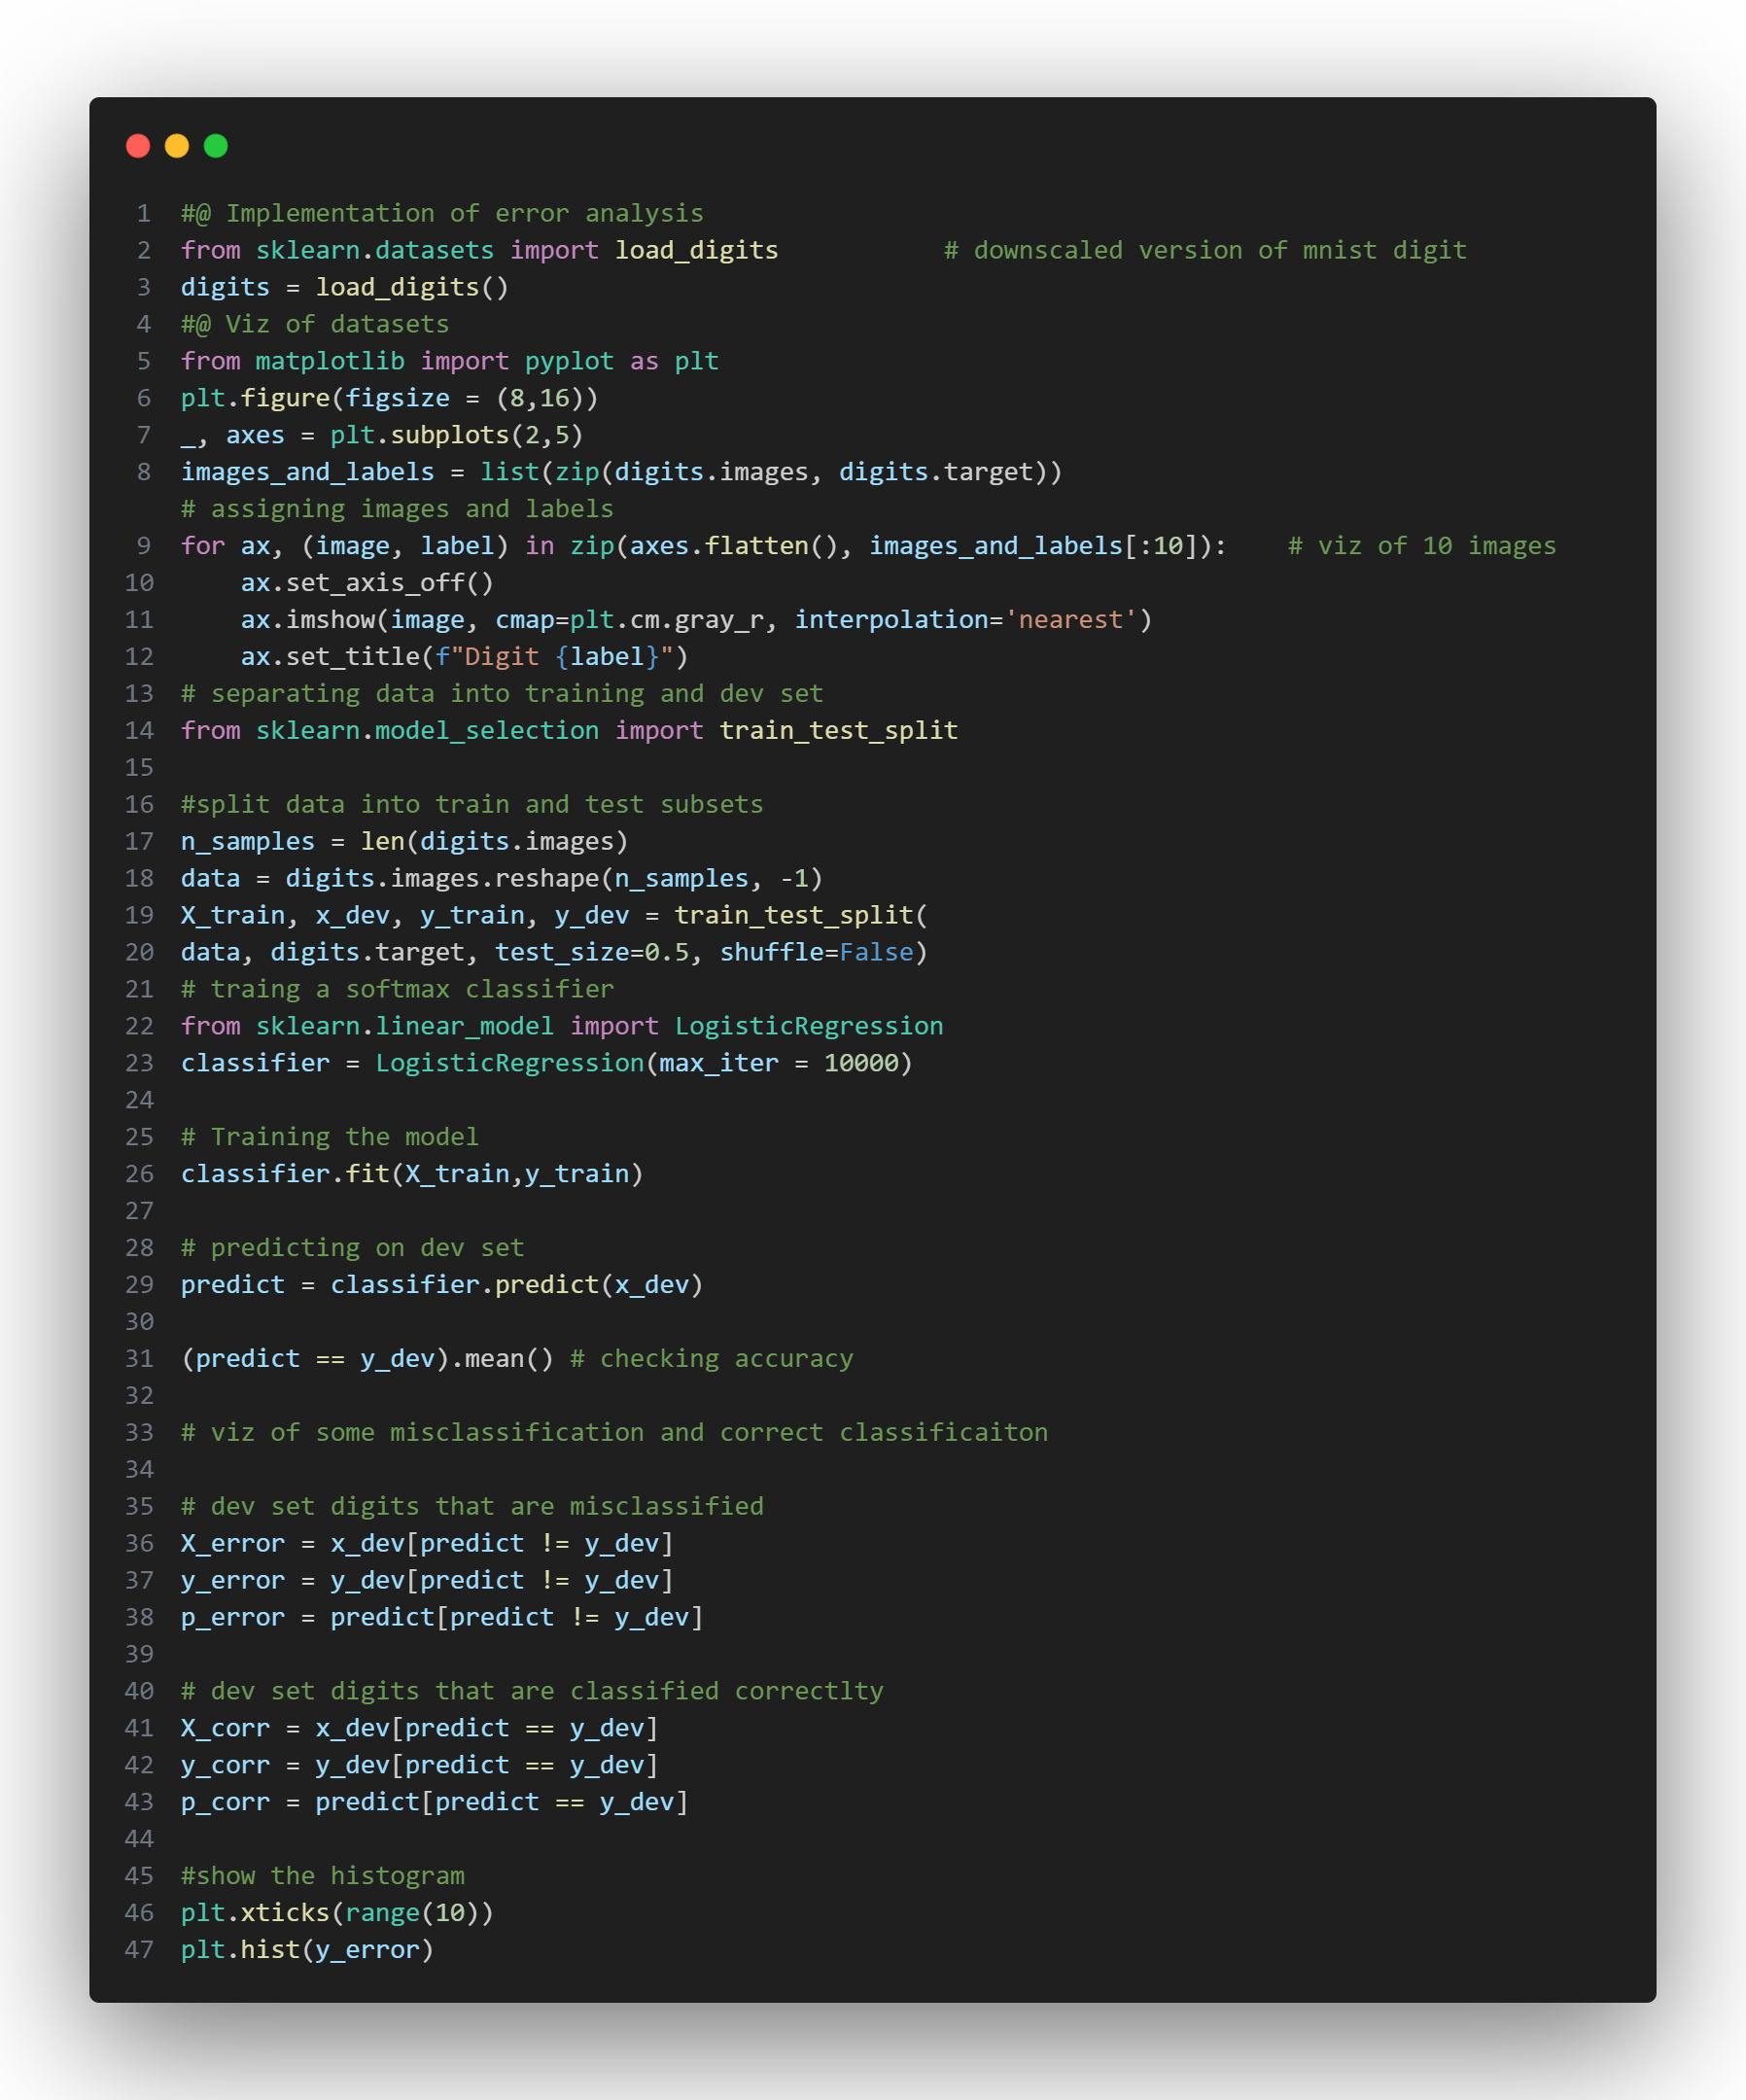 1 #@ Implementation of error analysis
2 from sklearn.datasets import load_digits           # downscaled version of mnist digit
3 digits = load_digits()
4 #@ Viz of datasets
5 from matplotlib import pyplot as plt
6 plt.figure(figsize = (8,16))
7 _, axes = plt.subplots(2,5)
8 images_and_labels = list(zip(digits.images, digits.target))
# assigning images and labels
9 for ax, (image, label) in zip(axes.flatten(), images_and_labels[:10]):    # viz of 10 images
10     ax.set_axis_off()
11     ax.imshow(image, cmap=plt.cm.gray_r, interpolation='nearest')
12     ax.set_title(f"Digit {label}")
13 # separating data into training and dev set
14 from sklearn.model_selection import train_test_split
15
16 #split data into train and test subsets
17 n_samples = len(digits.images)
18 data = digits.images.reshape(n_samples, -1)
19 X_train, x_dev, y_train, y_dev = train_test_split(
20 data, digits.target, test_size=0.5, shuffle=False)
21 # traing a softmax classifier
22 from sklearn.linear_model import LogisticRegression
23 classifier = LogisticRegression(max_iter = 10000)
24
25 # Training the model
26 classifier.fit(X_train,y_train)
27
28 # predicting on dev set
29 predict = classifier.predict(x_dev)
30
31 (predict == y_dev).mean() # checking accuracy
32
33 # viz of some misclassification and correct classificaiton
34
35 # dev set digits that are misclassified
36 X_error = x_dev[predict != y_dev]
37 y_error = y_dev[predict != y_dev]
38 p_error = predict[predict != y_dev]
39
40 # dev set digits that are classified correctlty
41 X_corr = x_dev[predict == y_dev]
42 y_corr = y_dev[predict == y_dev]
43 p_corr = predict[predict == y_dev]
44
45 #show the histogram
46 plt.xticks(range(10))
47 plt.hist(y_error)